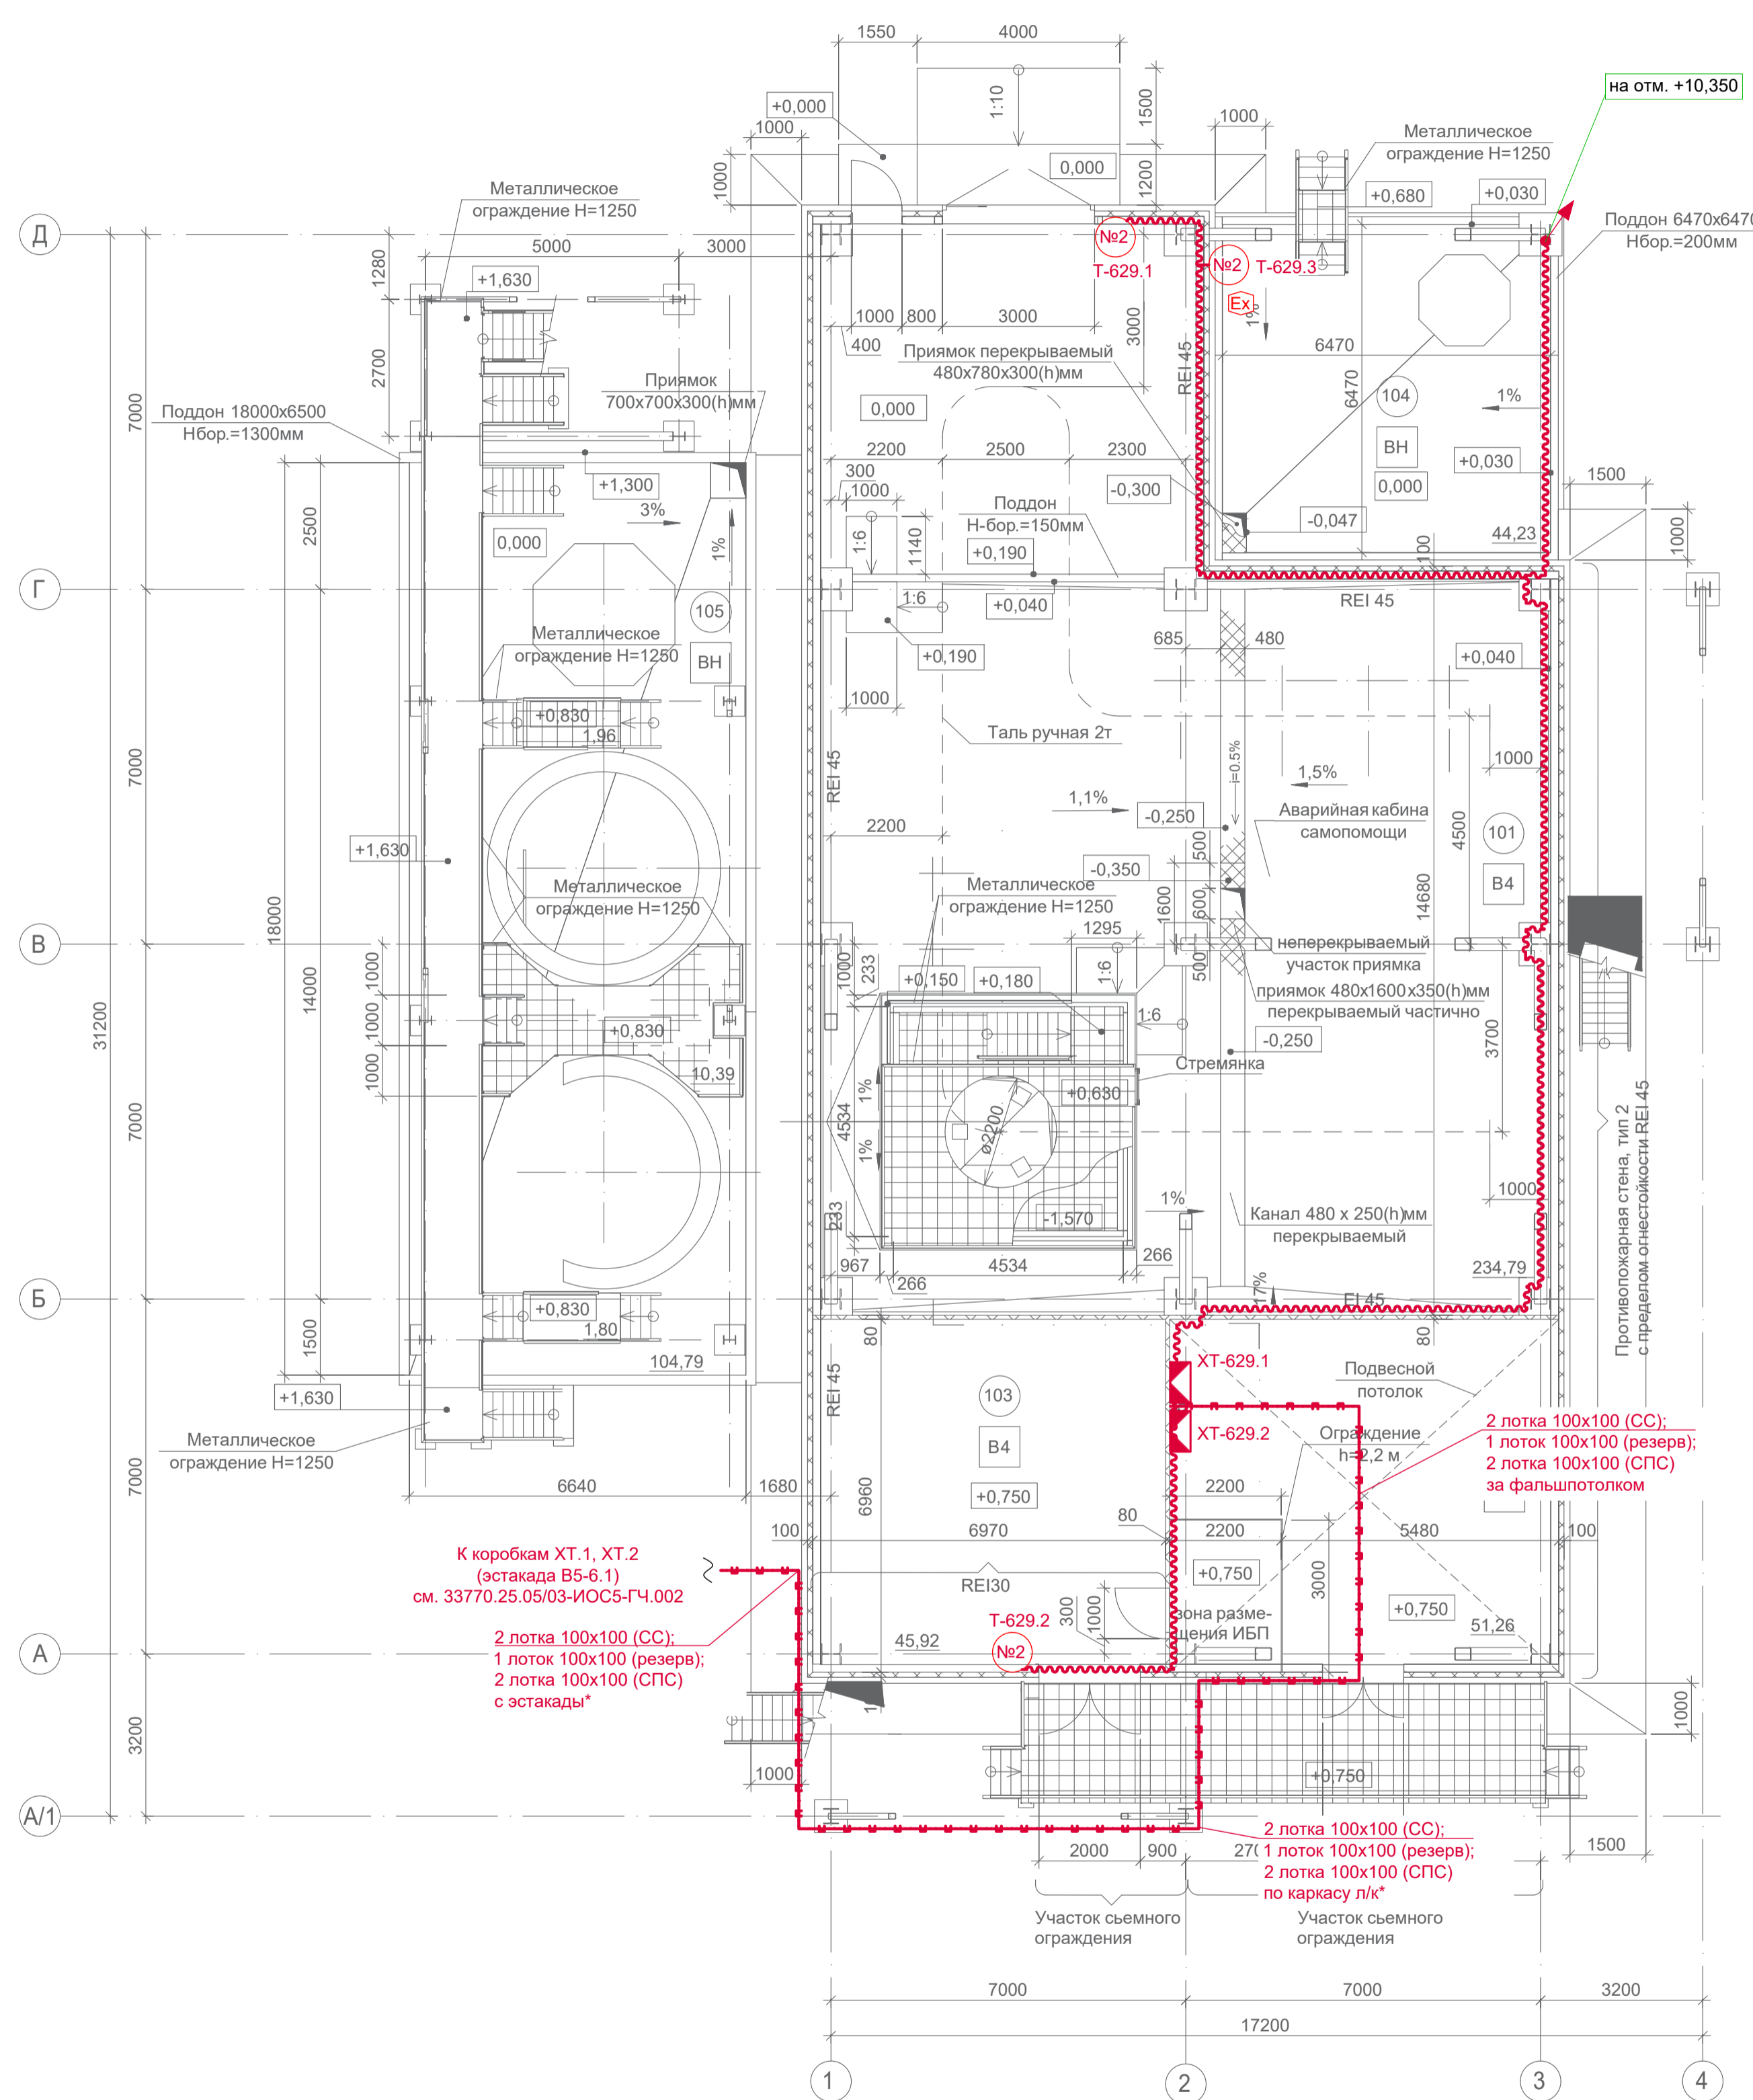 1550
4000
на отм. +10,350
+0,000
1:10
1500
1000
1000
Металлическое
ограждение H=1250
1000
0,000
1200
+0,680
+0,030
Металлическое
ограждение H=1250
1000
Поддон 6470х6470
Нбор.=200мм
Д
5000
3000
№2
T-629.1
№2
T-629.3
Ex
1%
1280
+1,630
1000
800
3000
3000
400
Приямок перекрываемый
480х780х300(h)мм
REI 45
6470
6470
2700
Приямок
700х700х300(h)мм
104
1%
7000
Поддон 18000х6500
Нбор.=1300мм
0,000
ВН
2200
2500
2300
+0,030
300
+1,300
1000
-0,300
0,000
1500
3%
Поддон
Н-бор.=150мм
-0,047
44,23
2500
0,000
1%
1:6
1140
+0,190
100
1000
Г
1:6
+0,040
REI 45
105
Металлическое
ограждение H=1250
ВН
+0,190
685
480
+0,040
1000
+0,830
1,96
Таль ручная 2т
7000
REI 45
i=0.5%
1,5%
1000
1,1%
-0,250
Аварийная кабина
самопомощи
4500
101
2200
+1,630
500
-0,350
В4
Металлическое
ограждение H=1250
Металлическое
ограждение H=1250
1600
600
14680
18000
1295
В
1000
233
+0,150
+0,180
1:6
500
неперекрываемый
участок приямка
1000
приямок 480х1600х350(h)мм
перекрываемый частично
14000
31200
1000
+0,830
1:6
-0,250
3700
1000
10,39
Стремянка
1%
4534
+0,630
7000
ø2200
1%
Противопожарная стена, тип 2
с пределом огнестойкости REI 45
1%
1000
233
-1,570
Канал 480 х 250(h)мм
перекрываемый
967
266
4534
266
234,79
Б
+0,830
17%
EI 45
1,80
80
80
1500
104,79
XT-629.1
Подвесной
потолок
+1,630
REI 45
103
2 лотка 100х100 (СС);
XT-629.2
Ограждение
h=2,2 м
1 лоток 100х100 (резерв);
Металлическое
ограждение H=1250
В4
2 лотка 100х100 (СПС)
за фальшпотолком
7000
6640
1680
6960
+0,750
2200
80
100
6970
2200
5480
100
К коробкам ХТ.1, ХТ.2
(эстакада В5-6.1)
см. 33770.25.05/03-ИОС5-ГЧ.002
+0,750
3000
REI30
300
1000
+0,750
T-629.2
зона разме-
щения ИБП
51,26
2 лотка 100х100 (СС);
45,92
№2
А
1 лоток 100х100 (резерв);
2 лотка 100х100 (СПС)
с эстакады*
1000
3200
1000
+0,750
А/1
2 лотка 100х100 (СС);
2000
900
1 лоток 100х100 (резерв);
1500
2 лотка 100х100 (СПС)
по каркасу л/к*
Участок сьемного
ограждения
Участок сьемного
ограждения
7000
7000
3200
17200
1
2
3
4